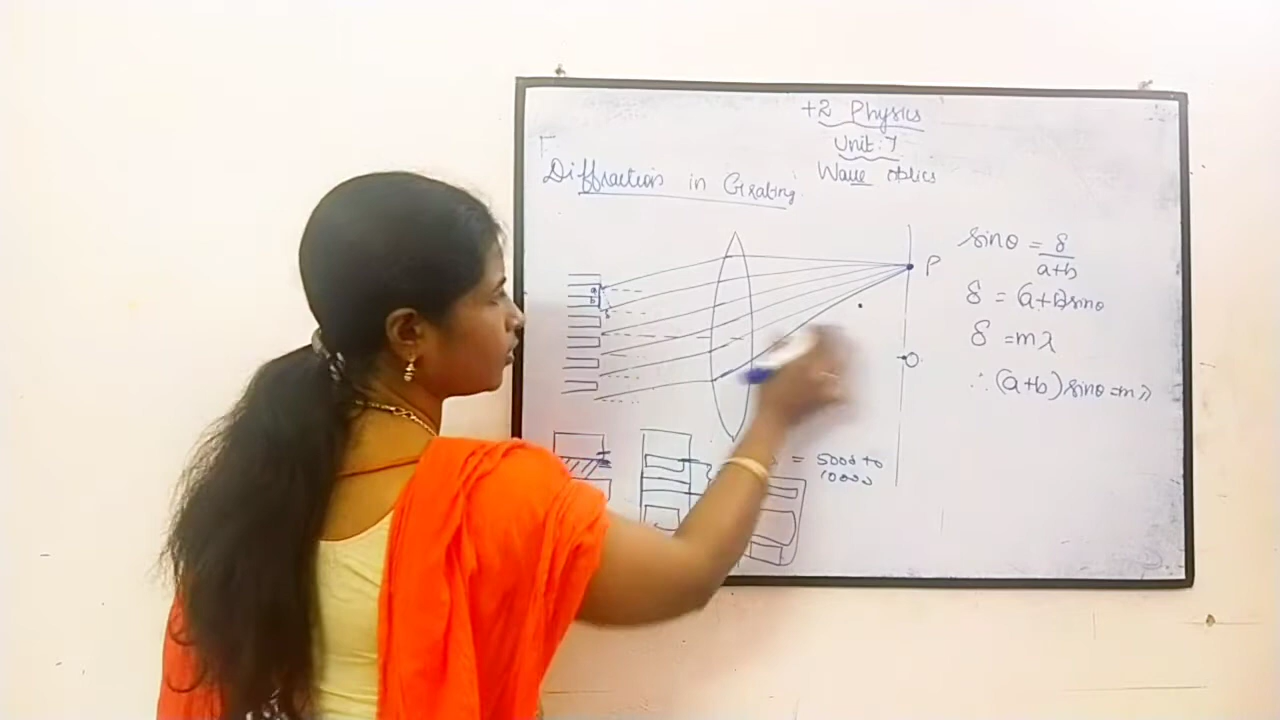 +2 Physics
Unit: 7
Wave optics
Diffraction in Grating
a
b
δ
P
O
sinθ = δ
a+b
δ = (a+b)sinθ
δ = mλ
∴ (a+b) sinθ = mλ
= 5000 to
10000